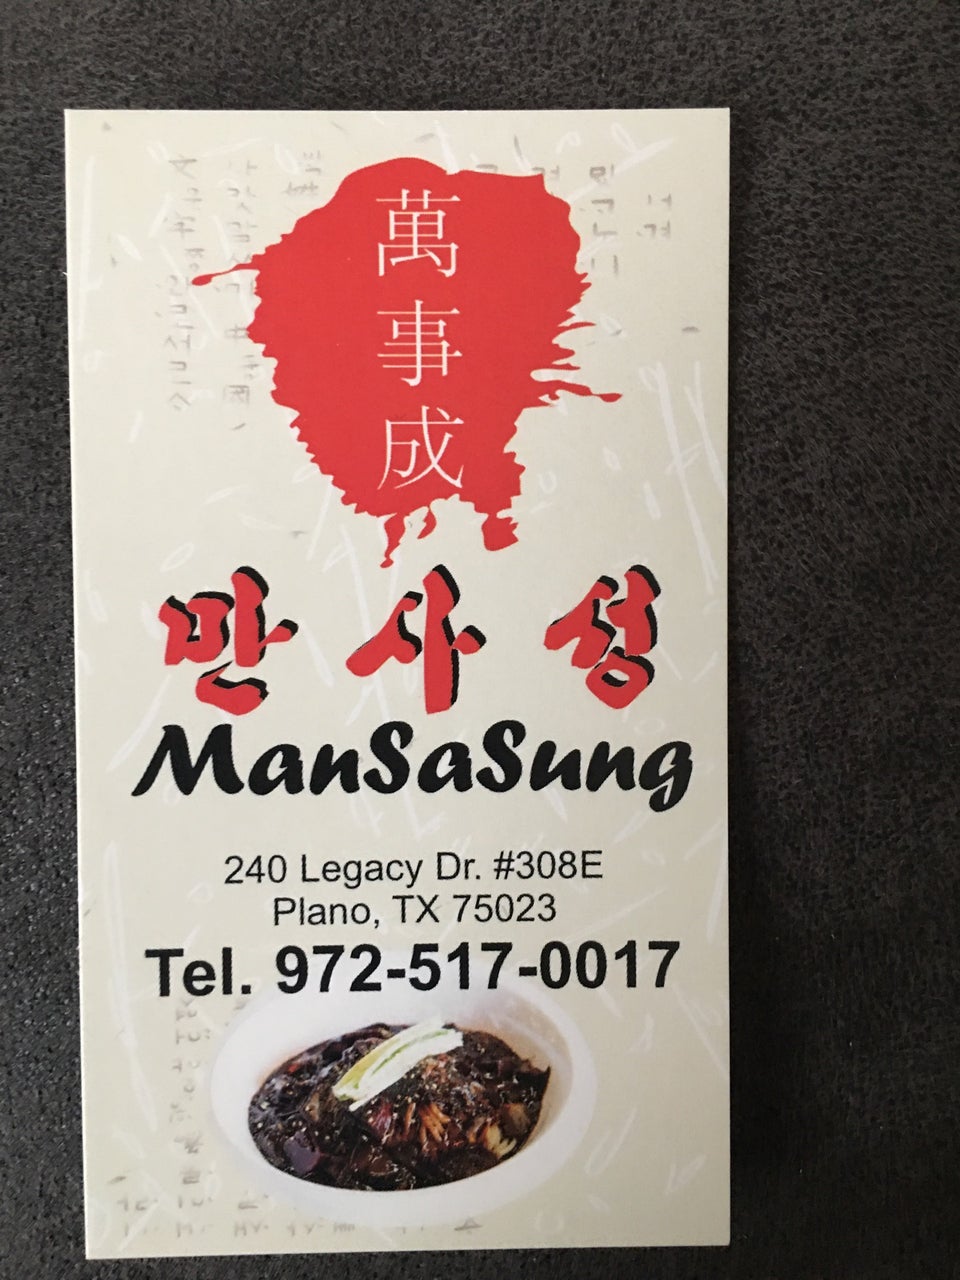 萬事成
만사성
ManSaSung
240 Legacy Dr. #308E
Plano, TX 75023
Tel. 972-517-0017